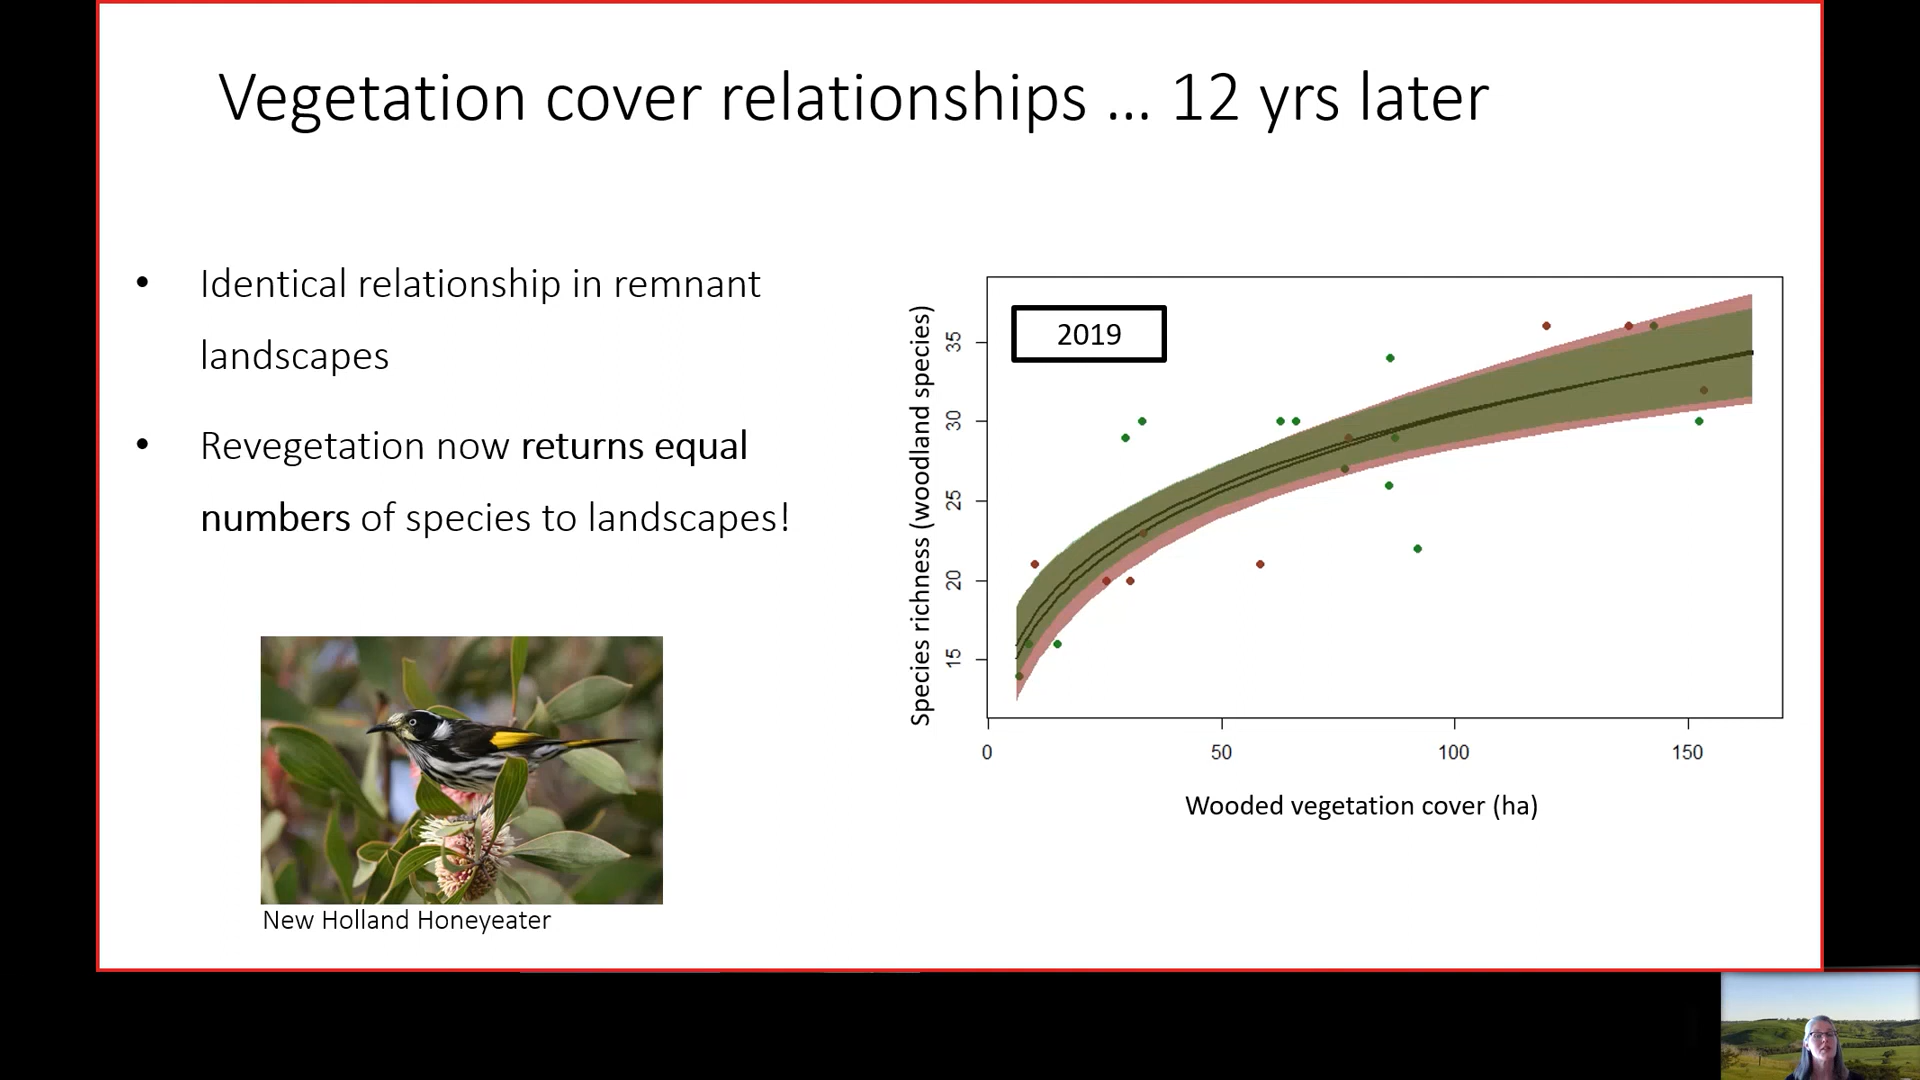 Vegetation cover relationships ... 12 yrs later
• Identical relationship in remnant
landscapes
• Revegetation now returns equal
numbers of species to landscapes!
New Holland Honeyeater
2019
Species richness (woodland species)
35
30
25
20
15
0 50 100 150
Wooded vegetation cover (ha)